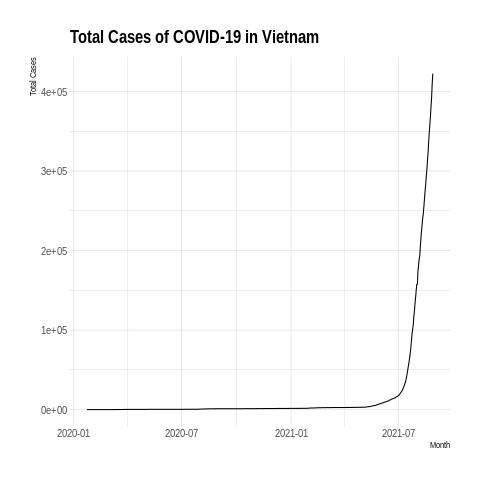 Total Cases of COVID-19 in Vietnam
Total Cases
4e+05
3e+05
2e+05
1e+05
0e+00
2020-01 2020-07 2021-01 2021-07
Month